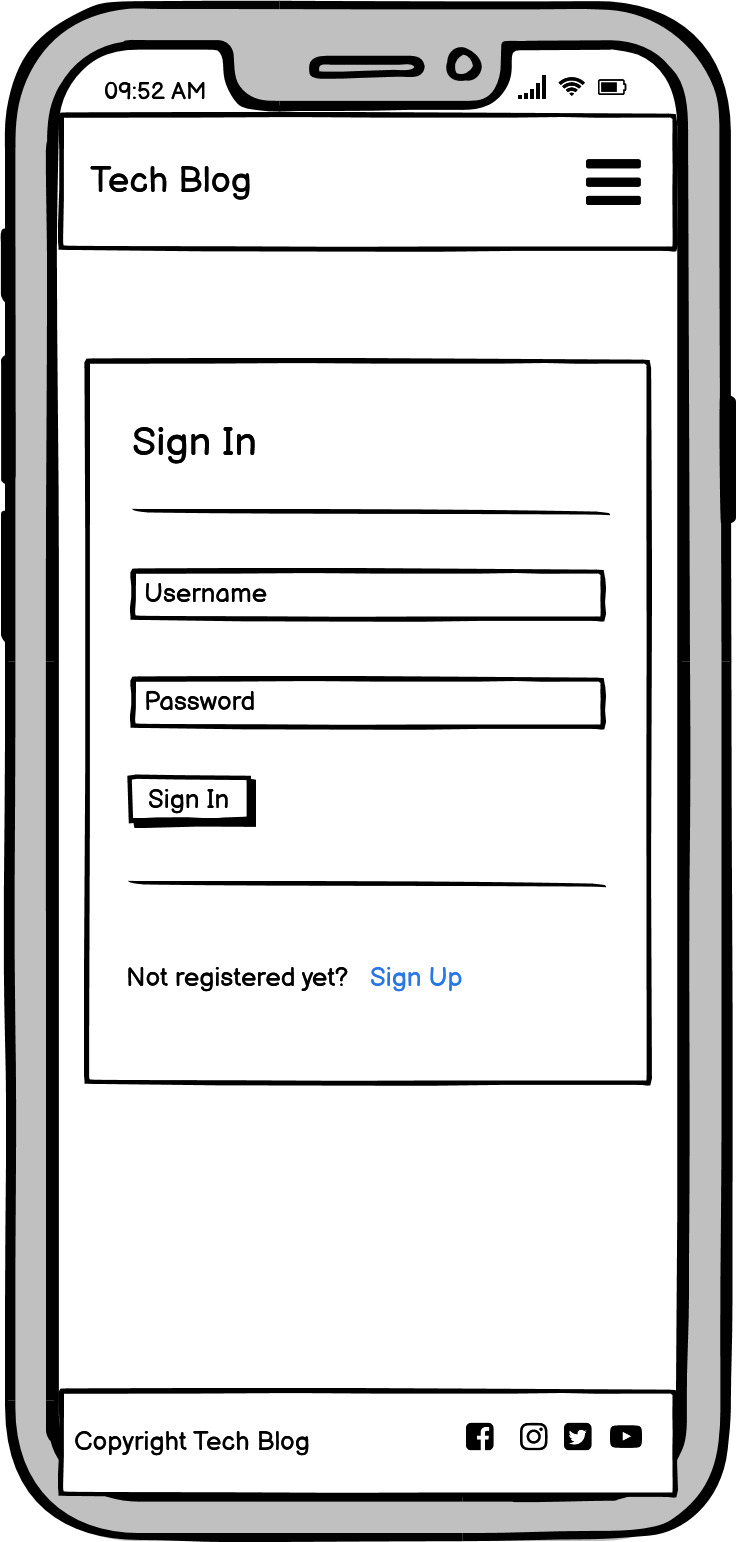 09:52 AM
Tech Blog
Sign In
Username
Password
Sign In
Not registered yet? Sign Up
Copyright Tech Blog